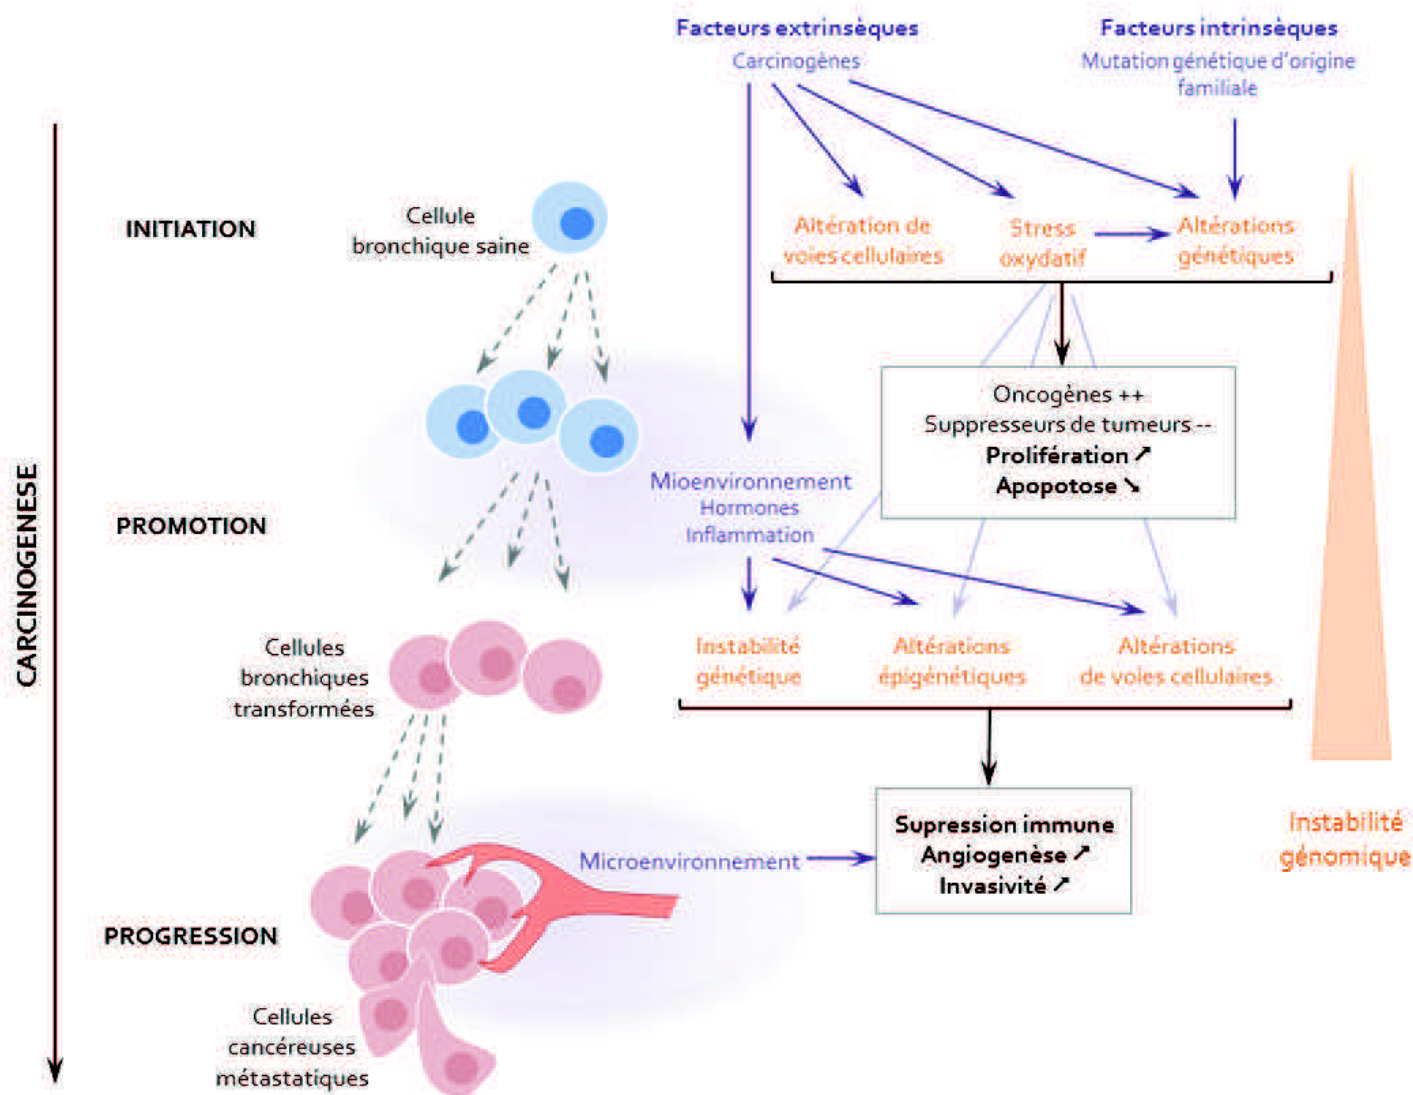 Facteurs extrinsèques
Carcinogènes
Facteurs intrinsèques
Mutation génétique d'origine
familiale
CARCINOGENESE
INITIATION
Cellule
bronchique saine
Altération de
voies cellulaires
Stress
oxydatif
Altérations
génétiques
Oncogènes ++
Suppresseurs de tumeurs --
Prolifération ↗
Apopotose ↘
PROMOTION
Mioenvironnement
Hormones
Inflammation
Cellules
bronchiques
transformées
Instabilité
génétique
Altérations
épigénétiques
Altérations
de voies cellulaires
Supression immune
Angiogenèse ↗
Invasivité ↗
Microenvironnement
Instabilité
génomique
PROGRESSION
Cellules
cancéreuses
métastatiques